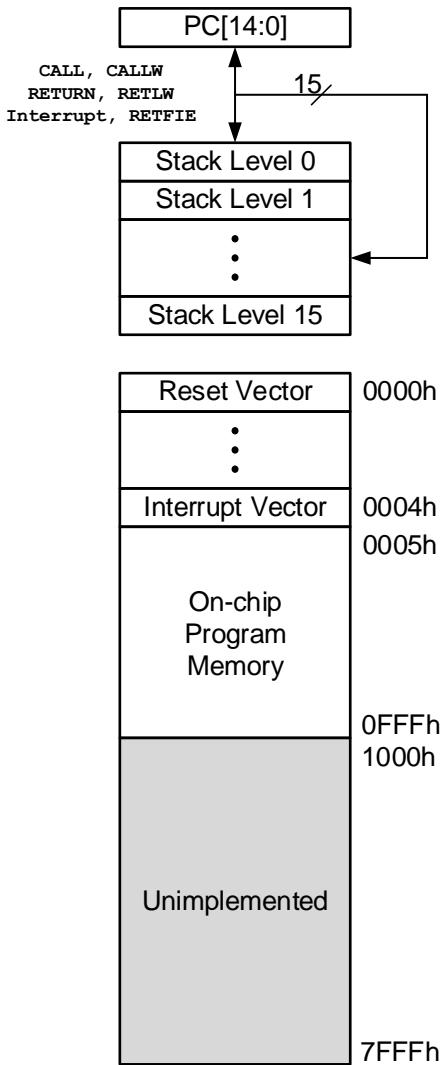 PC[14:0]
CALL, CALLW
RETURN, RETLW
Interrupt, RETFIE
15
Stack Level 0
Stack Level 1
Stack Level 15
Reset Vector
0000h
Interrupt Vector
0004h
0005h
On-chip
Program
Memory
0FFFh
1000h
Unimplemented
7FFFh